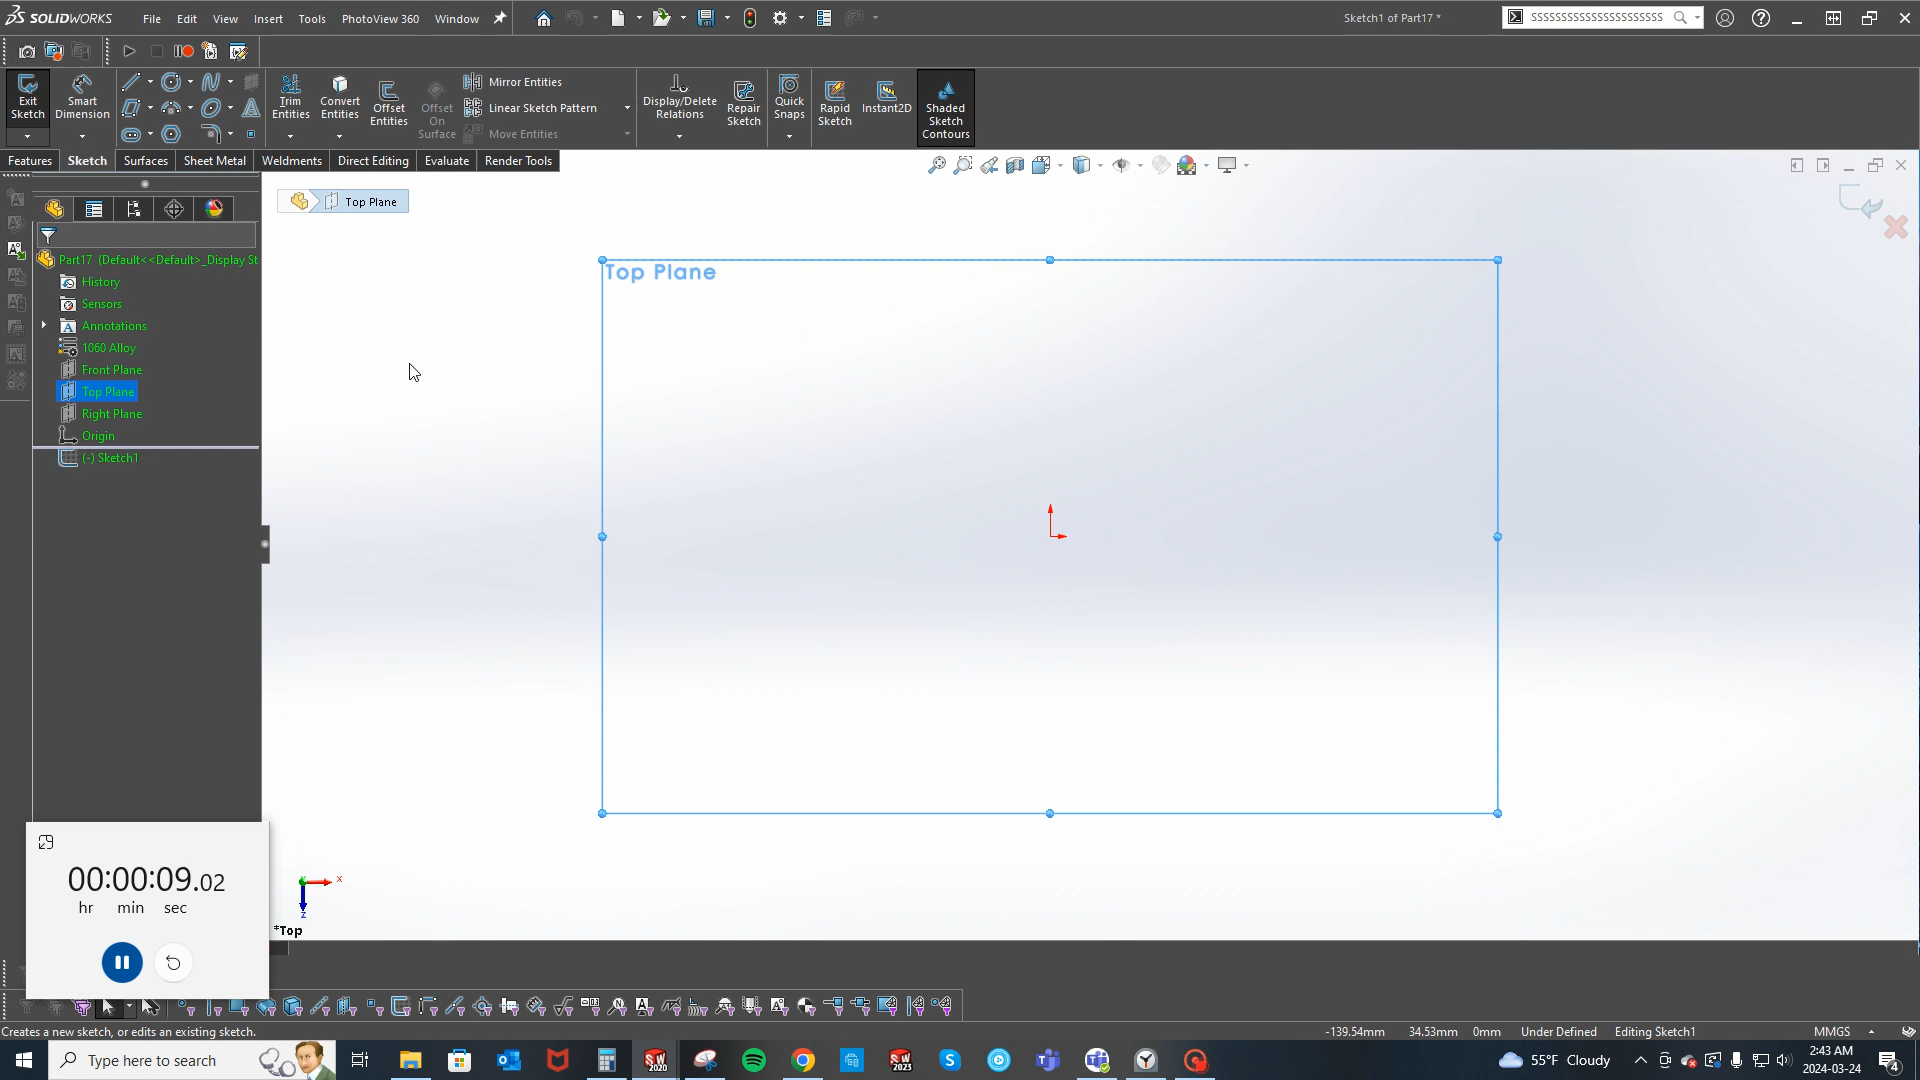 SOLIDWORKS File Edit View Insert Tools PhotoView 360 Window Sketch1 of Part17 * SSSSSSSSSSSSSSSSSSSSSS
Exit Sketch
Smart Dimension
Trim Entities
Convert Entities
Offset Entities
Offset On Surface
Mirror Entities
Linear Sketch Pattern
Move Entities
Display/Delete Relations
Repair Sketch
Quick Snaps
Rapid Sketch
Instant2D
Shaded Sketch Contours
Features Sketch Surfaces Sheet Metal Weldments Direct Editing Evaluate Render Tools
Top Plane
Part17 (Default<<Default>_Display St
History
Sensors
Annotations
1060 Alloy
Front Plane
Top Plane
Right Plane
Origin
(-) Sketch1
Top Plane
00:00:09.02
hr min sec
x
Z
*Top
Creates a new sketch, or edits an existing sketch. -139.54mm 34.53mm 0mm Under Defined Editing Sketch1 MMGS
Type here to search 55°F Cloudy 2:43 AM
2024-03-24
4
SW 2020
SW 2023